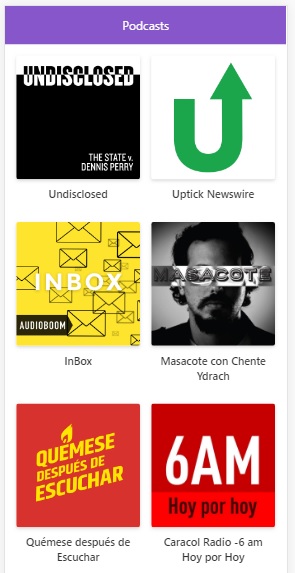 Podcasts
UNDISCLOSED
THE STATE v.
DENNIS PERRY
Undisclosed
Uptick Newswire
INBOX
AUDIOBOOM
InBox
MASACOTE
Masacote con Chente
Ydrach
QUÉMESE
DESPUÉS DE
ESCUCHAR
Quémese después de
Escuchar
6AM
Hoy por hoy
Caracol Radio -6 am
Hoy por Hoy